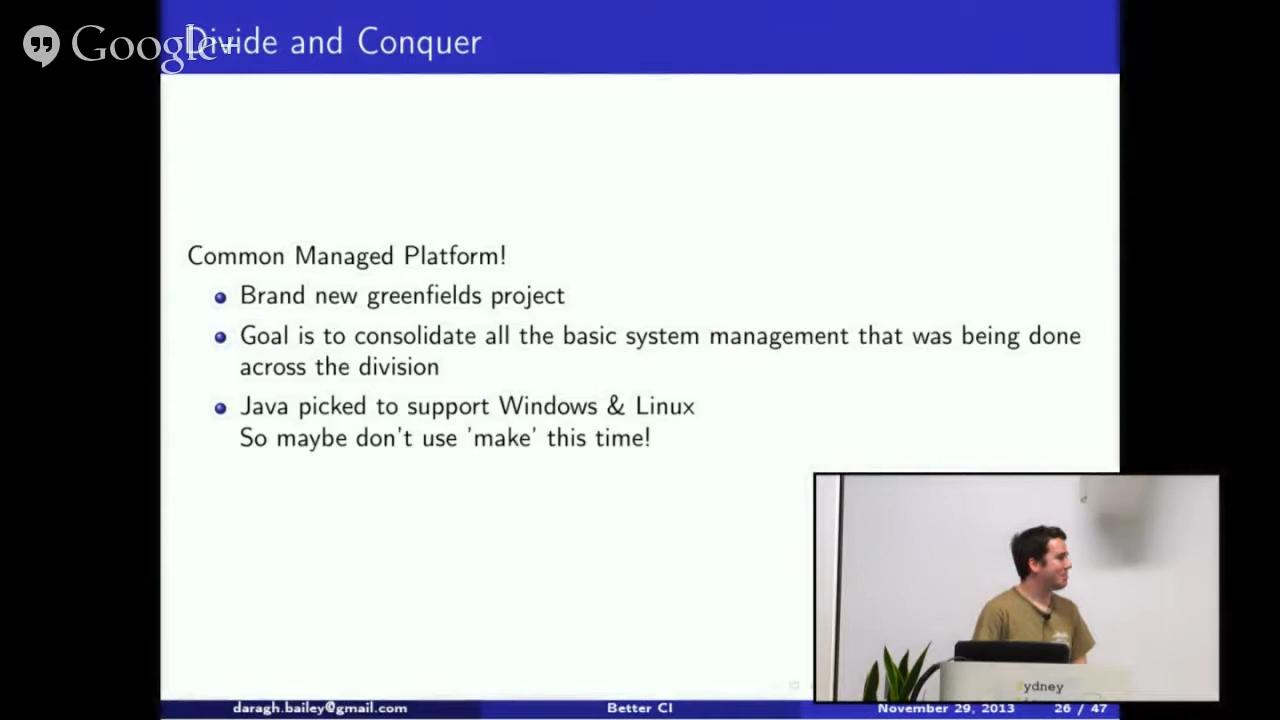 Google+
Divide and Conquer
Common Managed Platform!
Brand new greenfields project
Goal is to consolidate all the basic system management that was being done
across the division
Java picked to support Windows & Linux
So maybe don't use 'make' this time!
ydney
daragh.bailey@gmail.com
Better CI
November 29, 2013
26 / 47